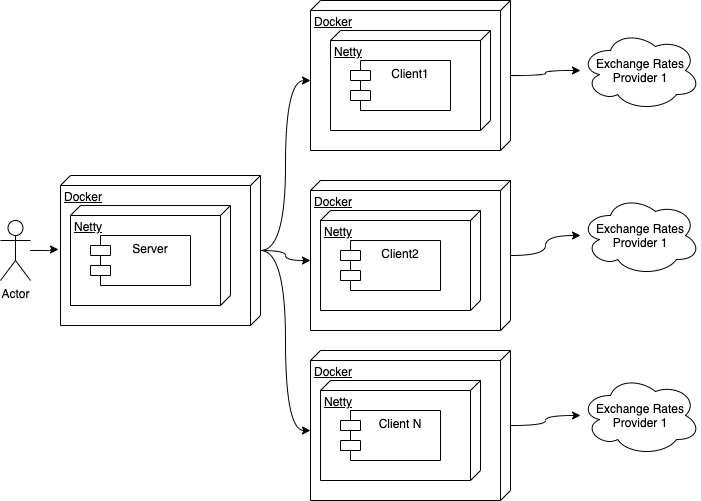 Docker
Netty
Client1
Exchange Rates
Provider 1
Docker
Netty
Server
Actor
Docker
Netty
Client2
Exchange Rates
Provider 1
Docker
Netty
Client N
Exchange Rates
Provider 1